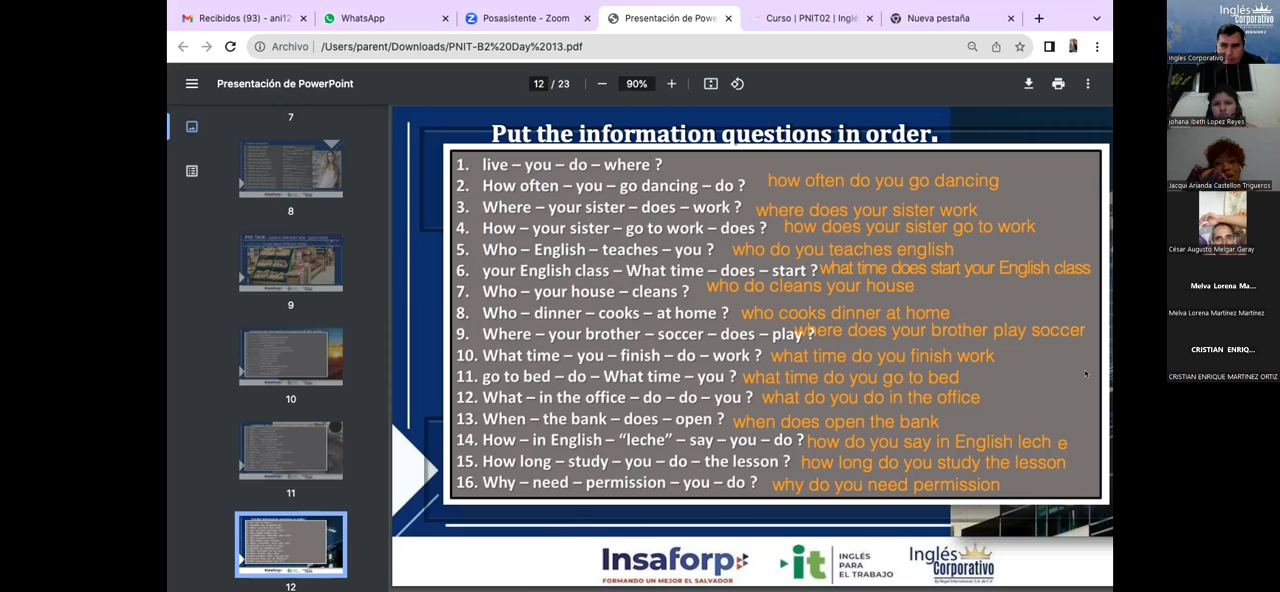 Recibidos (93) - ani12
WhatsApp
Posasistente - Zoom
Presentación de Powe
Curso | PNIT02 | Inglé
Nueva pestaña
Archivo /Users/parent/Downloads/PNIT-B2%20Day%2013.pdf
Presentación de PowerPoint
12 / 23
90%
7
8
9
10
11
12
Put the information questions in order.
1. live – you – do – where ?
2. How often – you – go dancing – do ? how often do you go dancing
3. Where – your sister – does – work ? where does your sister work
4. How – your sister – go to work – does ? how does your sister go to work
5. Who – English – teaches – you ? who do you teaches english
6. your English class – What time – does – start ? what time does start your English class
7. Who – your house – cleans ? who do cleans your house
8. Who – dinner – cooks – at home ? who cooks dinner at home
9. Where – your brother – soccer – does – play ? where does your brother play soccer
10. What time – you – finish – do – work ? what time do you finish work
11. go to bed – do – What time – you ? what time do you go to bed
12. What – in the office – do – do – you ? what do you do in the office
13. When – the bank – does – open ? when does open the bank
14. How – in English – “leche” – say – you – do ? how do you say in English lech e
15. How long – study – you – do – the lesson ? how long do you study the lesson
16. Why – need – permission – you – do ? why do you need permission
Insaforp
FORMANDO UN MEJOR EL SALVADOR
it
INGLÉS PARA EL TRABAJO
Inglés Corporativo
Inglés Corporativo
Ingles Corporativo
johana Ibeth Lopez Reyes
Jacqui Arianda Castellon Trigueros
César Augusto Melgar Garay
Melva Lorena Ma...
Melva Lorena Martínez Martínez
CRISTIAN ENRIQ...
CRISTIAN ENRIQUE MARTINEZ ORTIZ